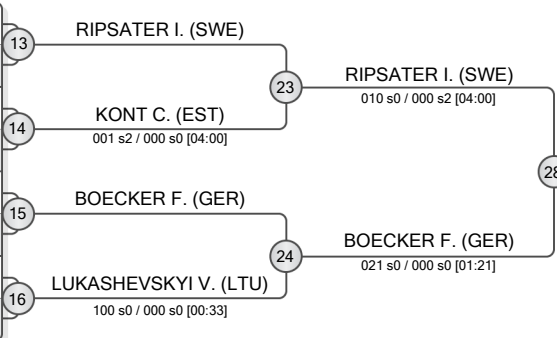 13
RIPSATER I. (SWE)
23
RIPSATER I. (SWE)
010 s0 / 000 s2 [04:00]
14
KONT C. (EST)
001 s2 / 000 s0 [04:00]
28
15
BOECKER F. (GER)
24
BOECKER F. (GER)
021 s0 / 000 s0 [01:21]
16
LUKASHEVSKYI V. (LTU)
100 s0 / 000 s0 [00:33]